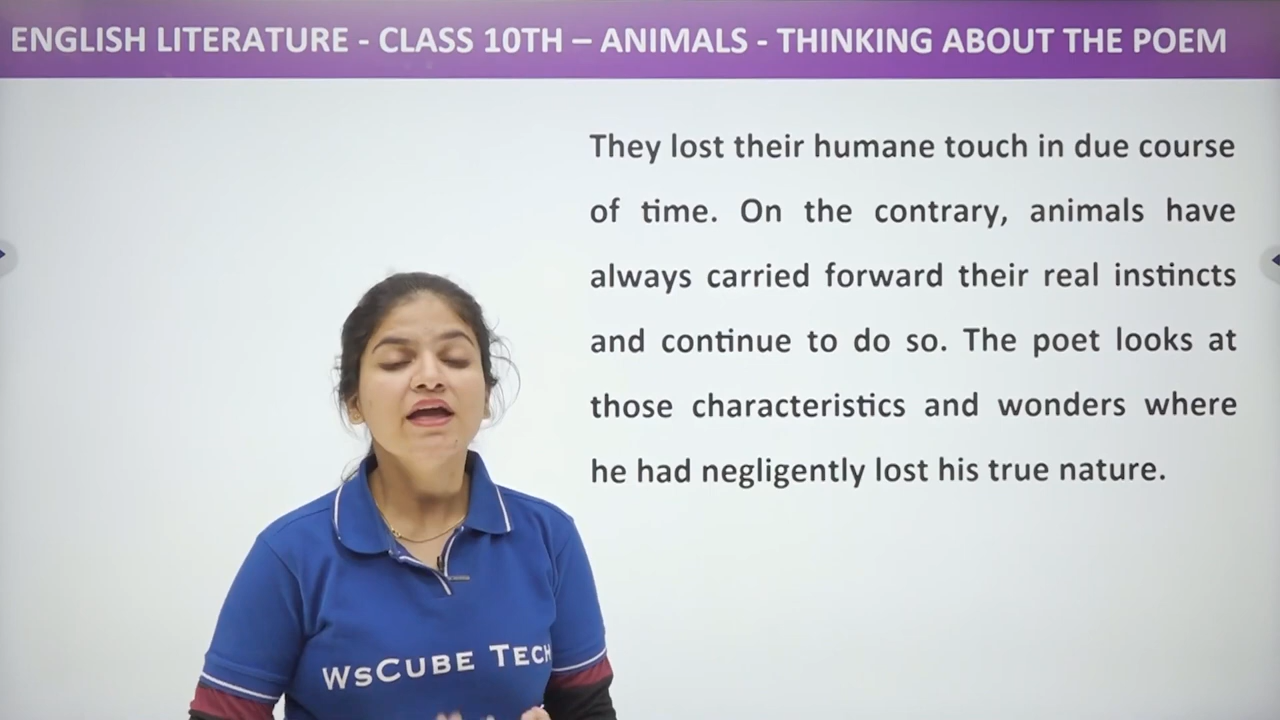 ENGLISH LITERATURE - CLASS 10TH – ANIMALS - THINKING ABOUT THE POEM
They lost their humane touch in due course
of time. On the contrary, animals have
always carried forward their real instincts
and continue to do so. The poet looks at
those characteristics and wonders where
he had negligently lost his true nature.
WsCUBE TECH